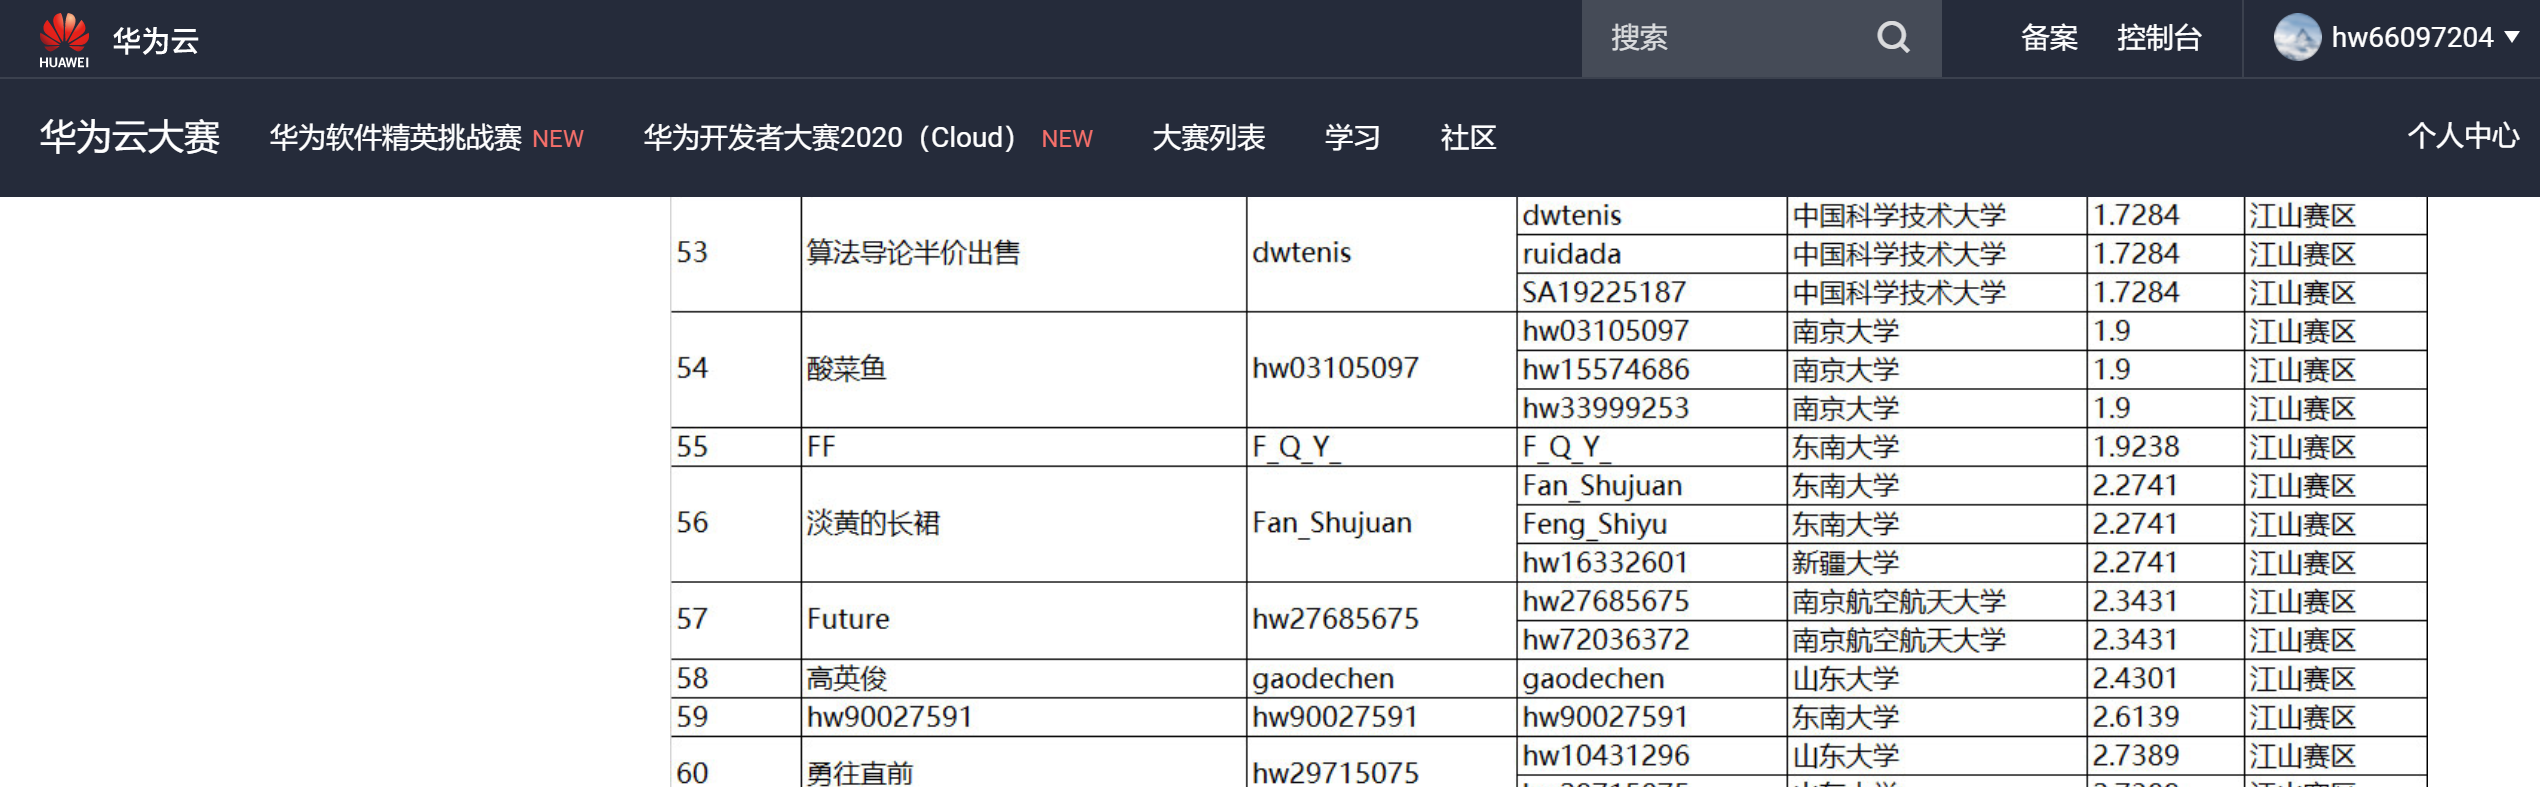 HUAWEI 华为云 搜索 备案 控制台 hw66097204
华为云大赛 华为软件精英挑战赛 NEW 华为开发者大赛2020（Cloud） NEW 大赛列表 学习 社区 个人中心
53 算法导论半价出售 dwtenis dwtenis 中国科学技术大学 1.7284 江山赛区
ruidada 中国科学技术大学 1.7284 江山赛区
SA19225187 中国科学技术大学 1.7284 江山赛区
54 酸菜鱼 hw03105097 hw03105097 南京大学 1.9 江山赛区
hw15574686 南京大学 1.9 江山赛区
hw33999253 南京大学 1.9 江山赛区
55 FF F_Q_Y_ F_Q_Y_ 东南大学 1.9238 江山赛区
56 淡黄的长裙 Fan_Shujuan Fan_Shujuan 东南大学 2.2741 江山赛区
Feng_Shiyu 东南大学 2.2741 江山赛区
hw16332601 新疆大学 2.2741 江山赛区
57 Future hw27685675 hw27685675 南京航空航天大学 2.3431 江山赛区
hw72036372 南京航空航天大学 2.3431 江山赛区
58 高英俊 gaodechen gaodechen 山东大学 2.4301 江山赛区
59 hw90027591 hw90027591 hw90027591 东南大学 2.6139 江山赛区
60 勇往直前 hw29715075 hw10431296 山东大学 2.7389 江山赛区